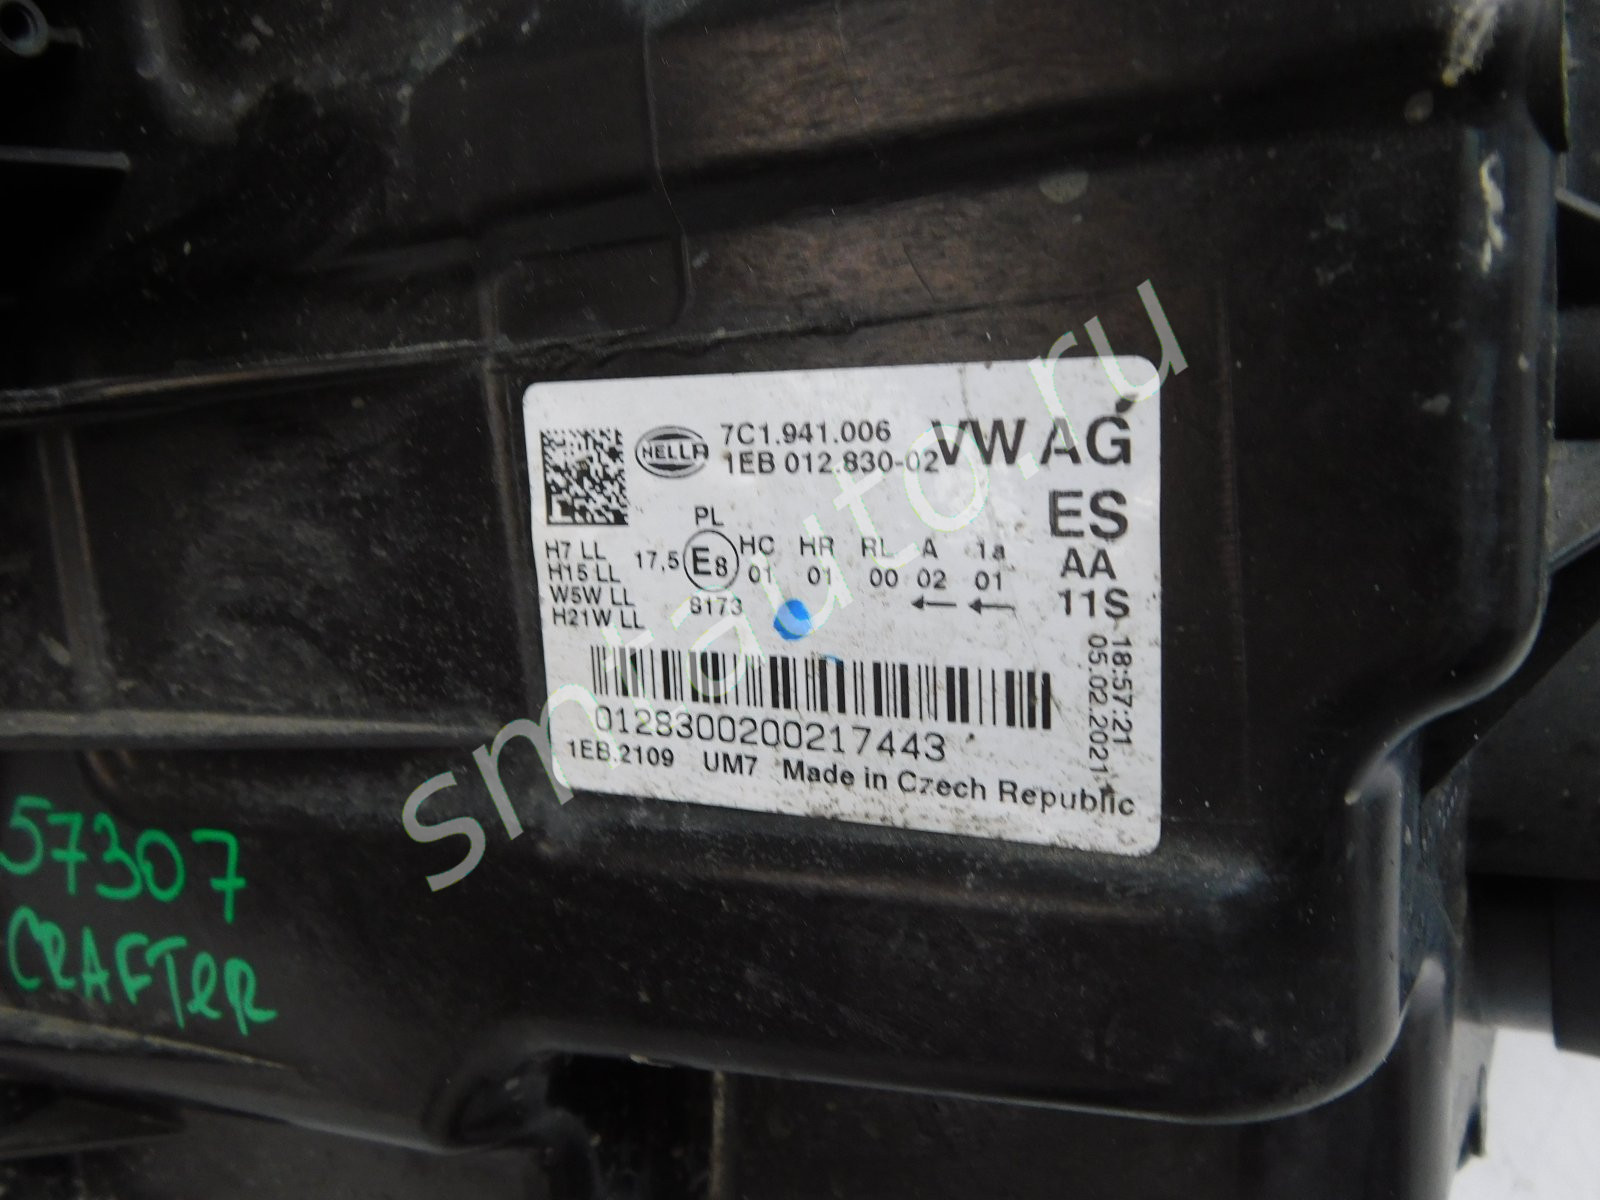 HELLA
7C1.941.006
1EB 012.830-02
VW AG
ES
PL
H7 LL
H15 LL
W5W LL
H21W LL
17,5 E8 HC HR RL A 1a
01 01 00 02 01
8173 ← ←
AA
11S
18:57:21
05.02.2021
012830020021​7443
1EB.2109 UM7 Made in Czech Republic
57307
CRAFTER
smtauto.ru